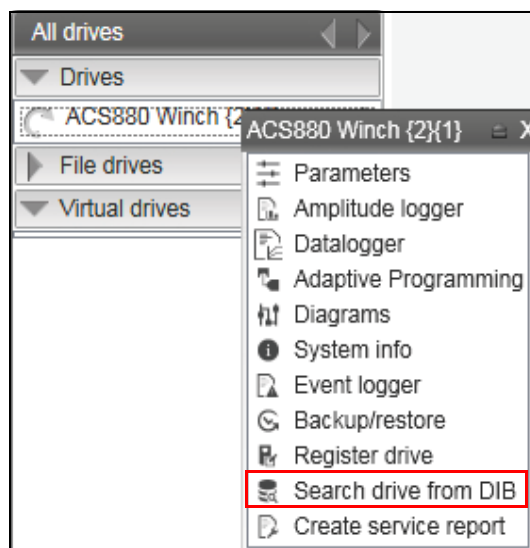 All drives
Drives
ACS880 Winch {2
ACS880 Winch {2}{1}
X
File drives
Virtual drives
Parameters
Amplitude logger
Datalogger
Adaptive Programming
Diagrams
System info
Event logger
Backup/restore
Register drive
Search drive from DIB
Create service report